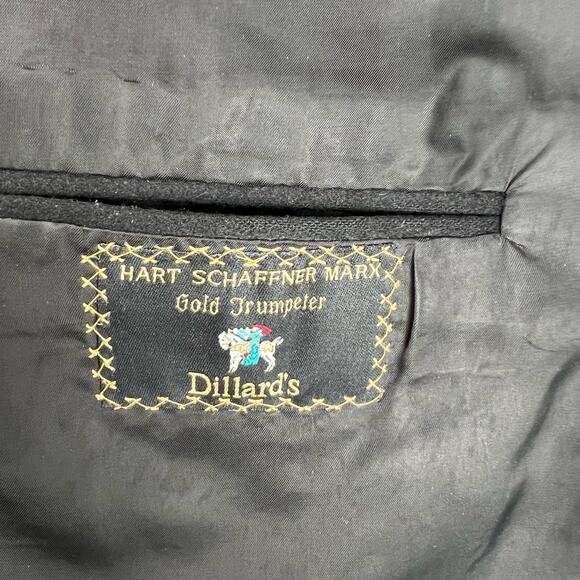 HART SCHAFFNER MARX
Gold Trumpeter
Dillard's